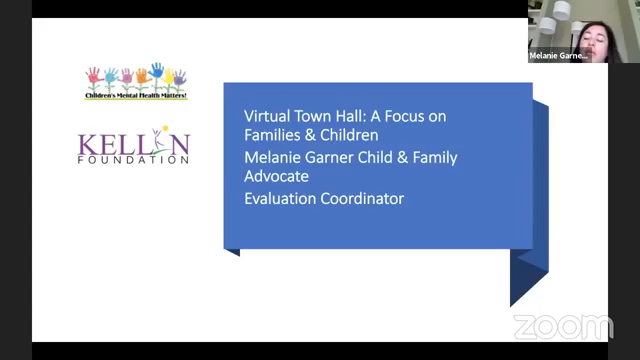 Melanie Garne...
Children's Mental Health Matters!
KELLIN
FOUNDATION
Virtual Town Hall: A Focus on
Families & Children
Melanie Garner Child & Family
Advocate
Evaluation Coordinator
zoom